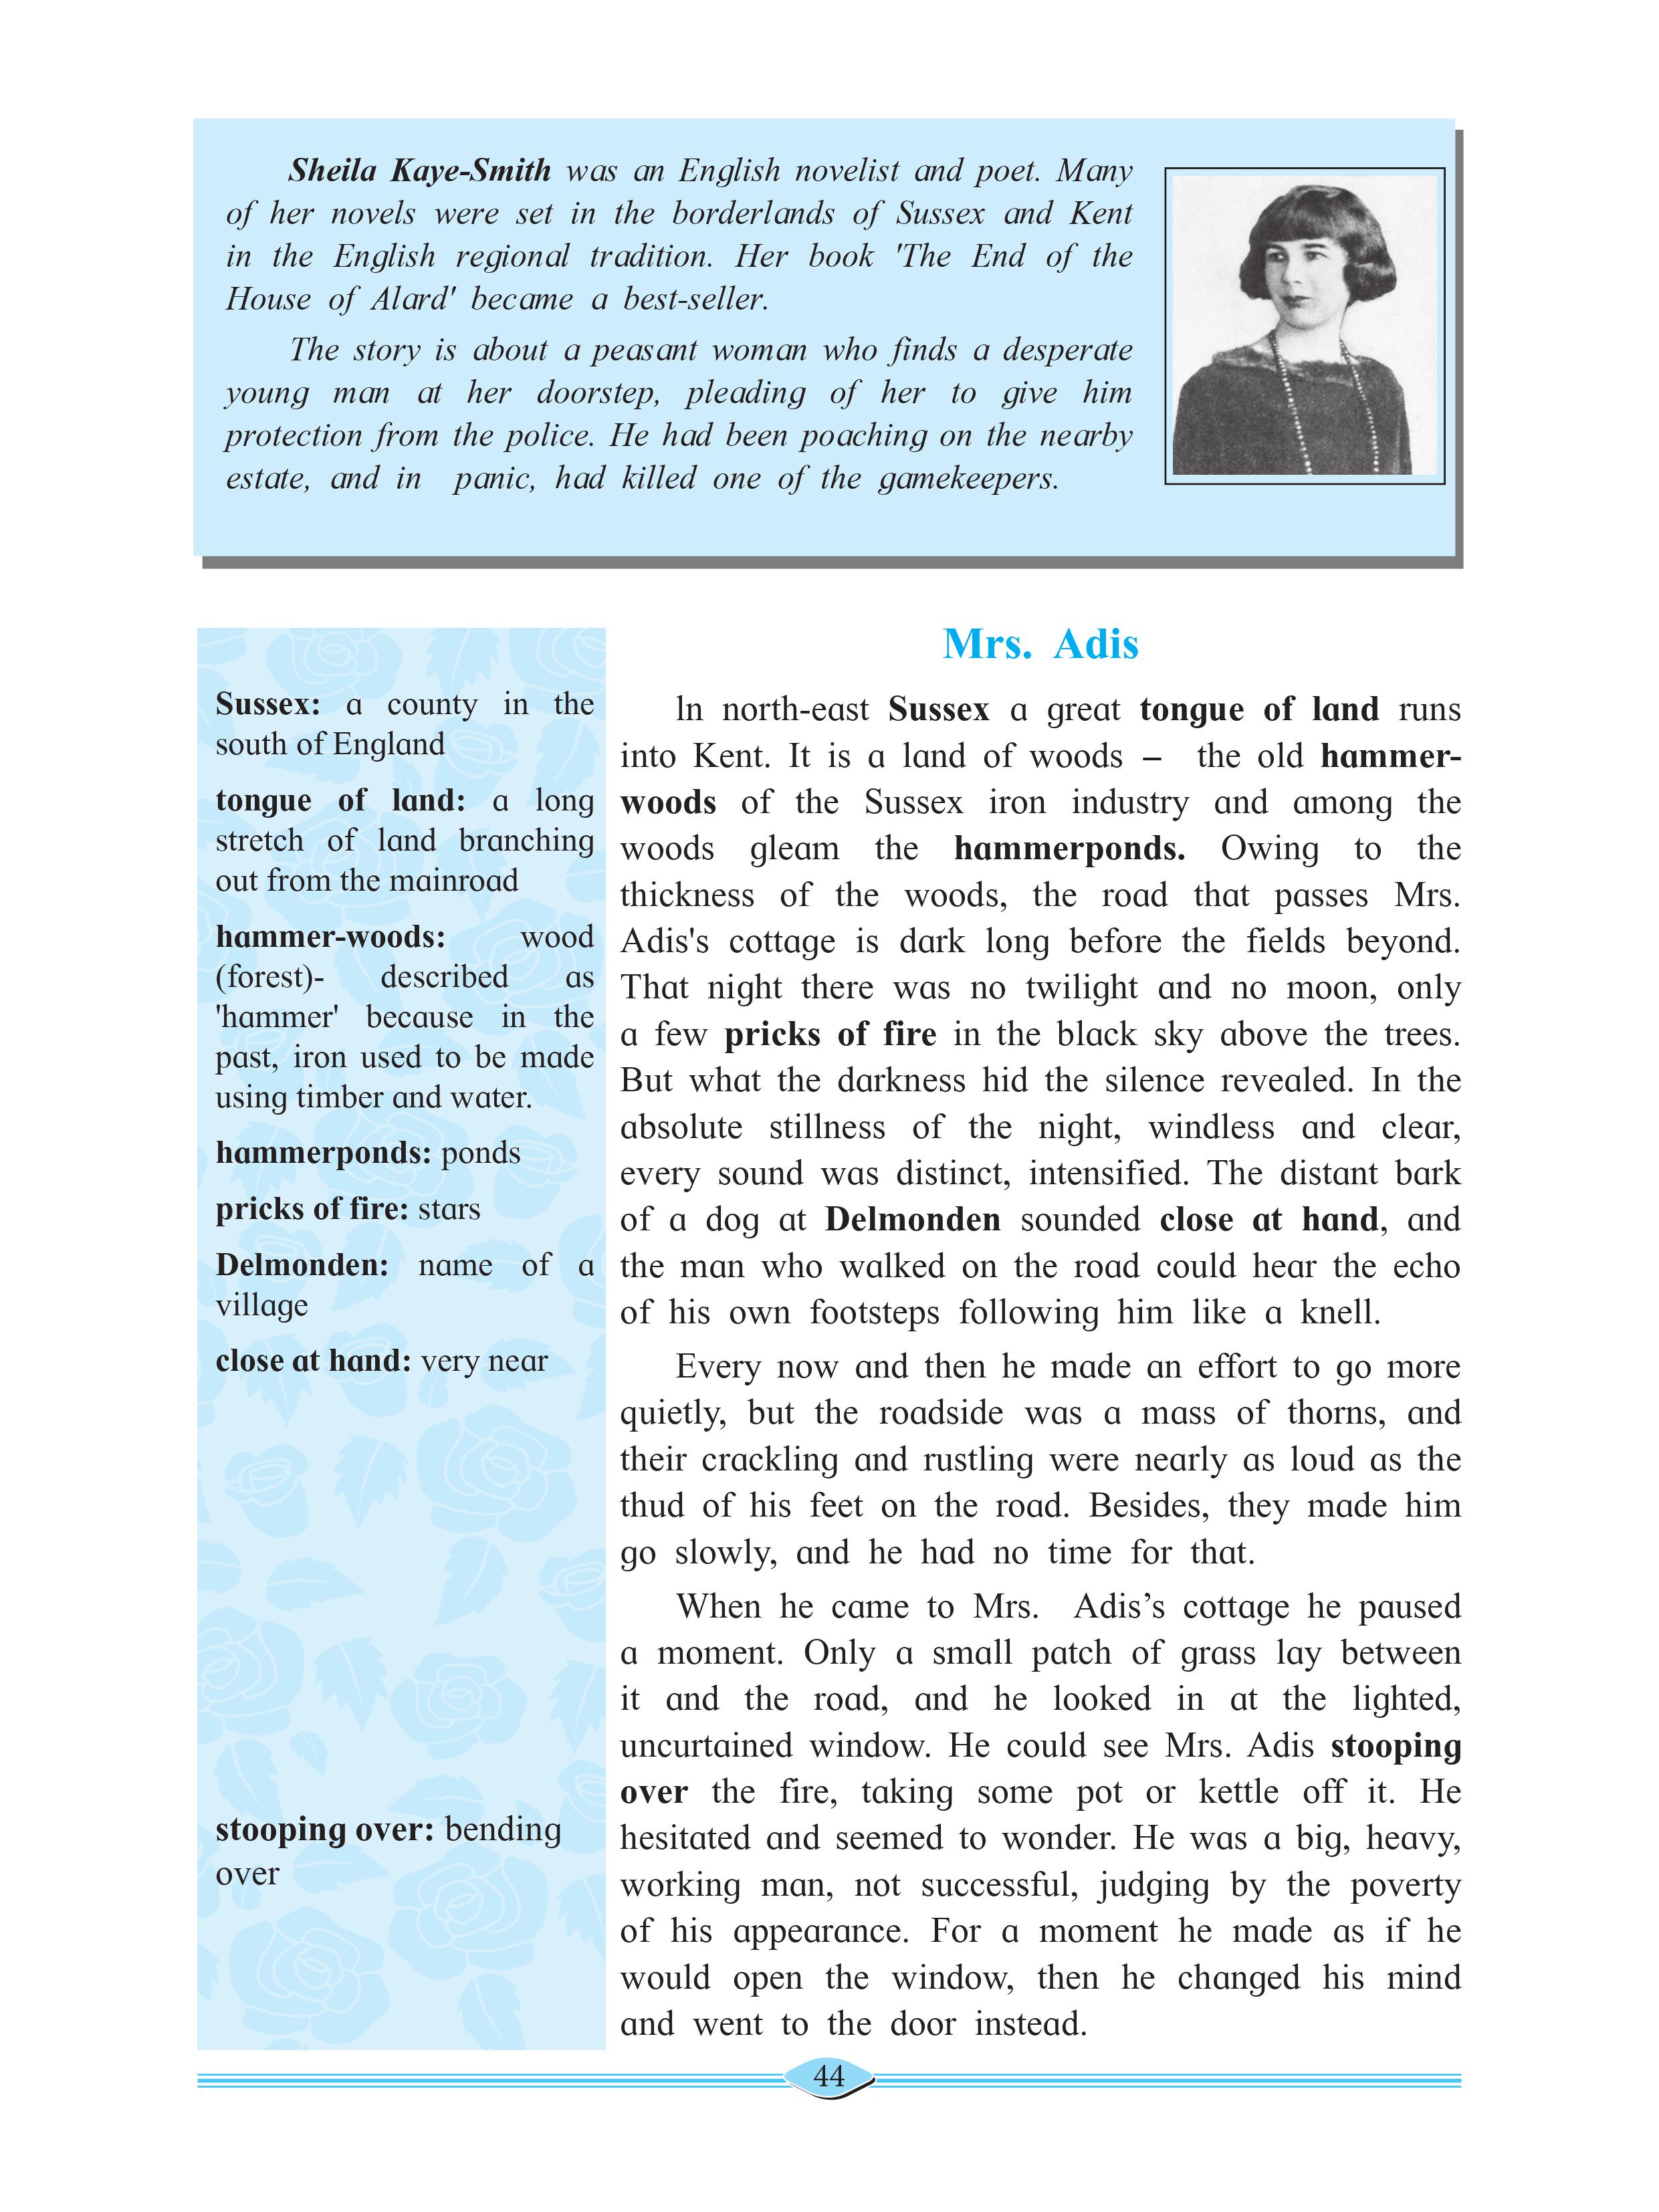 Sheila Kaye-Smith was an English novelist and poet. Many
of her novels were set in the borderlands of Sussex and Kent
in the English regional tradition. Her book 'The End of the
House of Alard' became a best-seller.
The story is about a peasant woman who finds a desperate
young man at her doorstep, pleading of her to give him
protection from the police. He had been poaching on the nearby
estate, and in panic, had killed one of the gamekeepers.
Sussex: a county in the
south of England
tongue of land: a long
stretch of land branching
out from the mainroad
hammer-woods: wood
(forest)- described as
'hammer' because in the
past, iron used to be made
using timber and water.
hammerponds: ponds
pricks of fire: stars
Delmonden: name of a
village
close at hand: very near
stooping over: bending
over
Mrs. Adis
ln north-east Sussex a great tongue of land runs
into Kent. It is a land of woods – the old hammer-
woods of the Sussex iron industry and among the
woods gleam the hammerponds. Owing to the
thickness of the woods, the road that passes Mrs.
Adis's cottage is dark long before the fields beyond.
That night there was no twilight and no moon, only
a few pricks of fire in the black sky above the trees.
But what the darkness hid the silence revealed. In the
absolute stillness of the night, windless and clear,
every sound was distinct, intensified. The distant bark
of a dog at Delmonden sounded close at hand, and
the man who walked on the road could hear the echo
of his own footsteps following him like a knell.
Every now and then he made an effort to go more
quietly, but the roadside was a mass of thorns, and
their crackling and rustling were nearly as loud as the
thud of his feet on the road. Besides, they made him
go slowly, and he had no time for that.
When he came to Mrs. Adis’s cottage he paused
a moment. Only a small patch of grass lay between
it and the road, and he looked in at the lighted,
uncurtained window. He could see Mrs. Adis stooping
over the fire, taking some pot or kettle off it. He
hesitated and seemed to wonder. He was a big, heavy,
working man, not successful, judging by the poverty
of his appearance. For a moment he made as if he
would open the window, then he changed his mind
and went to the door instead.
44